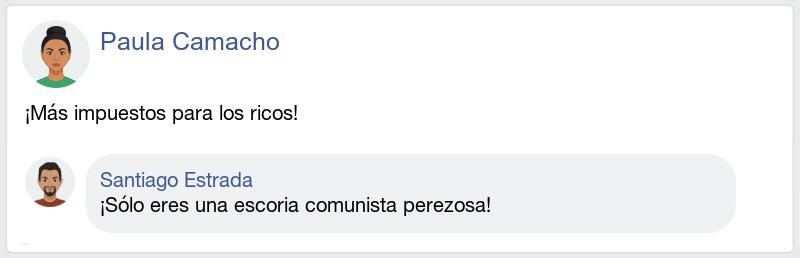 Paula Camacho
¡Más impuestos para los ricos!
Santiago Estrada
¡Sólo eres una escoria comunista perezosa!